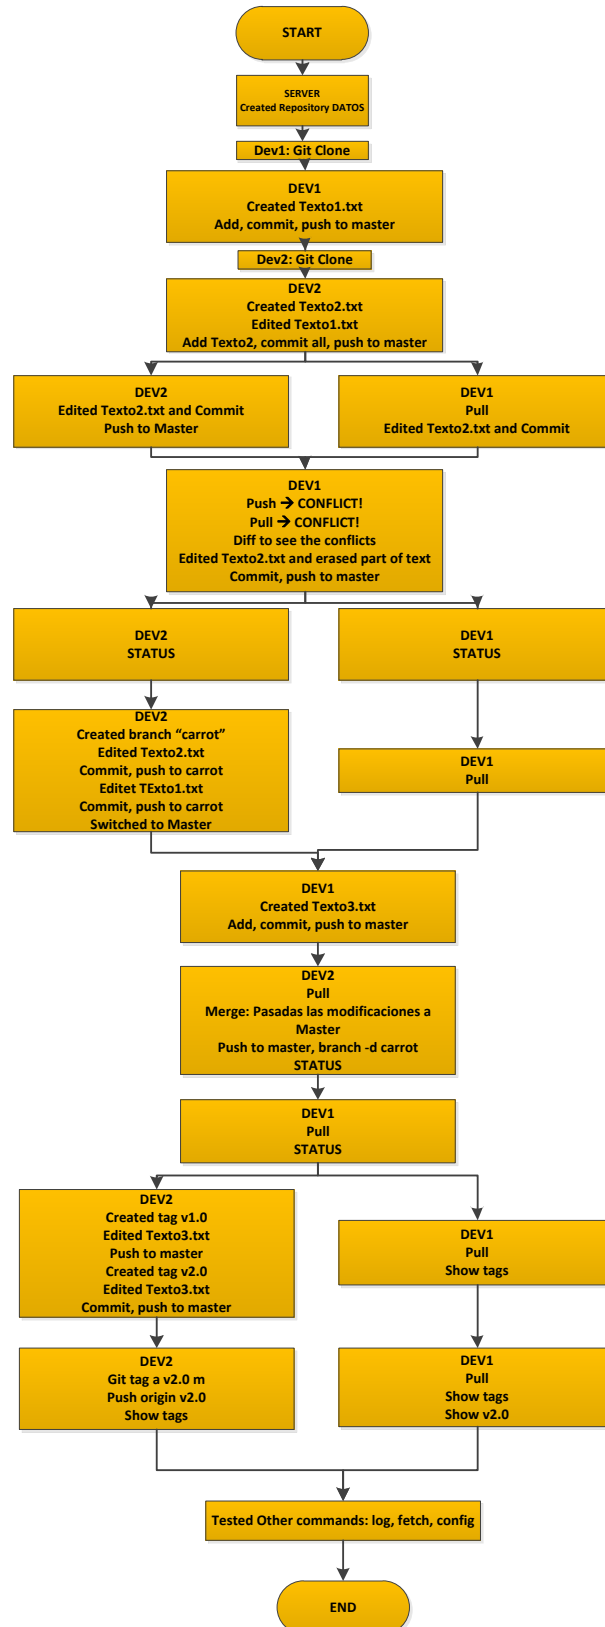 START
SERVER
Created Repository DATOS
Dev1: Git Clone
DEV1
Created Texto1.txt
Add, commit, push to master
Dev2: Git Clone
DEV2
Created Texto2.txt
Edited Texto1.txt
Add Texto2, commit all, push to master
DEV2
Edited Texto2.txt and Commit
Push to Master
DEV1
Pull
Edited Texto2.txt and Commit
DEV1
Push → CONFLICT!
Pull → CONFLICT!
Diff to see the conflicts
Edited Texto2.txt and erased part of text
Commit, push to master
DEV2
STATUS
DEV1
STATUS
DEV2
Created branch “carrot”
Edited Texto2.txt
Commit, push to carrot
Editet TExto1.txt
Commit, push to carrot
Switched to Master
DEV1
Pull
DEV1
Created Texto3.txt
Add, commit, push to master
DEV2
Pull
Merge: Pasadas las modificaciones a
Master
Push to master, branch -d carrot
STATUS
DEV1
Pull
STATUS
DEV2
Created tag v1.0
Edited Texto3.txt
Push to master
Created tag v2.0
Edited Texto3.txt
Commit, push to master
DEV1
Pull
Show tags
DEV2
Git tag a v2.0 m
Push origin v2.0
Show tags
DEV1
Pull
Show tags
Show v2.0
Tested Other commands: log, fetch, config
END